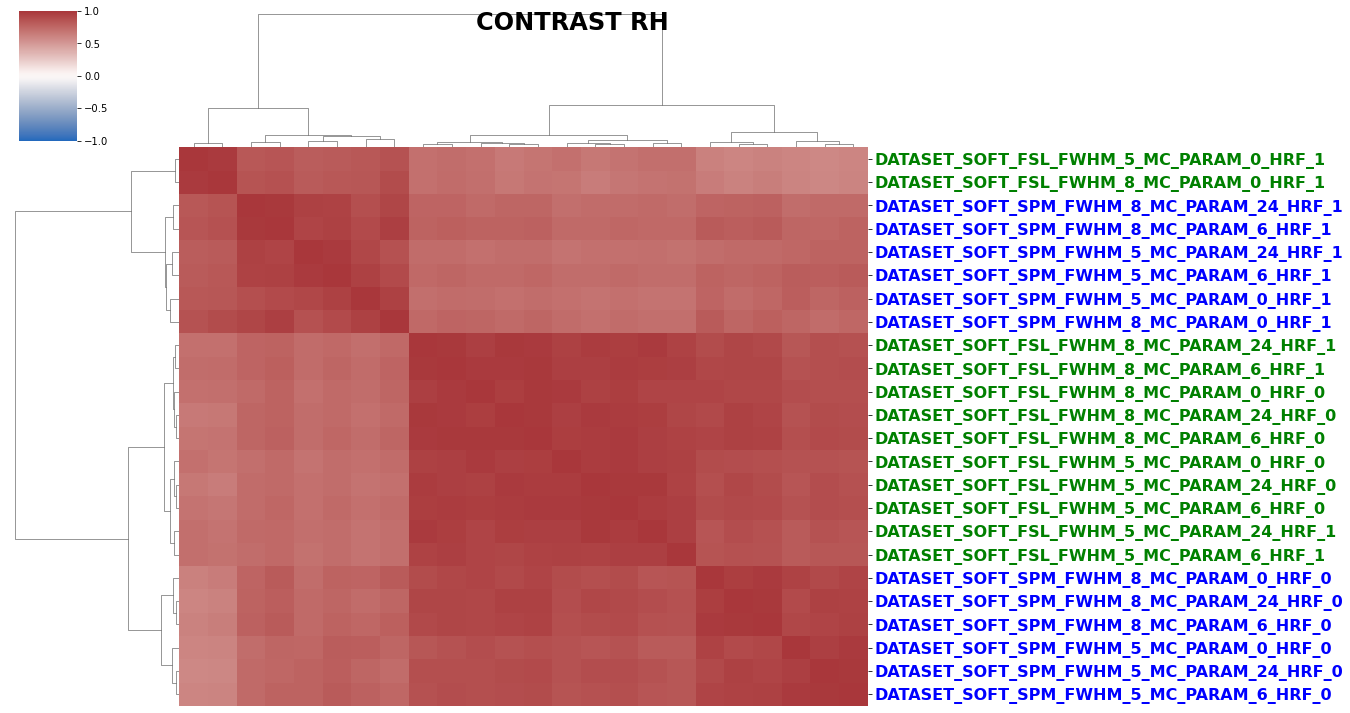 CONTRAST RH
1.0
0.5
0.0
−0.5
−1.0
DATASET_SOFT_FSL_FWHM_5_MC_PARAM_0_HRF_1
DATASET_SOFT_FSL_FWHM_8_MC_PARAM_0_HRF_1
DATASET_SOFT_SPM_FWHM_8_MC_PARAM_24_HRF_1
DATASET_SOFT_SPM_FWHM_8_MC_PARAM_6_HRF_1
DATASET_SOFT_SPM_FWHM_5_MC_PARAM_24_HRF_1
DATASET_SOFT_SPM_FWHM_5_MC_PARAM_6_HRF_1
DATASET_SOFT_SPM_FWHM_5_MC_PARAM_0_HRF_1
DATASET_SOFT_SPM_FWHM_8_MC_PARAM_0_HRF_1
DATASET_SOFT_FSL_FWHM_8_MC_PARAM_24_HRF_1
DATASET_SOFT_FSL_FWHM_8_MC_PARAM_6_HRF_1
DATASET_SOFT_FSL_FWHM_8_MC_PARAM_0_HRF_0
DATASET_SOFT_FSL_FWHM_8_MC_PARAM_24_HRF_0
DATASET_SOFT_FSL_FWHM_8_MC_PARAM_6_HRF_0
DATASET_SOFT_FSL_FWHM_5_MC_PARAM_0_HRF_0
DATASET_SOFT_FSL_FWHM_5_MC_PARAM_24_HRF_0
DATASET_SOFT_FSL_FWHM_5_MC_PARAM_6_HRF_0
DATASET_SOFT_FSL_FWHM_5_MC_PARAM_24_HRF_1
DATASET_SOFT_FSL_FWHM_5_MC_PARAM_6_HRF_1
DATASET_SOFT_SPM_FWHM_8_MC_PARAM_0_HRF_0
DATASET_SOFT_SPM_FWHM_8_MC_PARAM_24_HRF_0
DATASET_SOFT_SPM_FWHM_8_MC_PARAM_6_HRF_0
DATASET_SOFT_SPM_FWHM_5_MC_PARAM_0_HRF_0
DATASET_SOFT_SPM_FWHM_5_MC_PARAM_24_HRF_0
DATASET_SOFT_SPM_FWHM_5_MC_PARAM_6_HRF_0